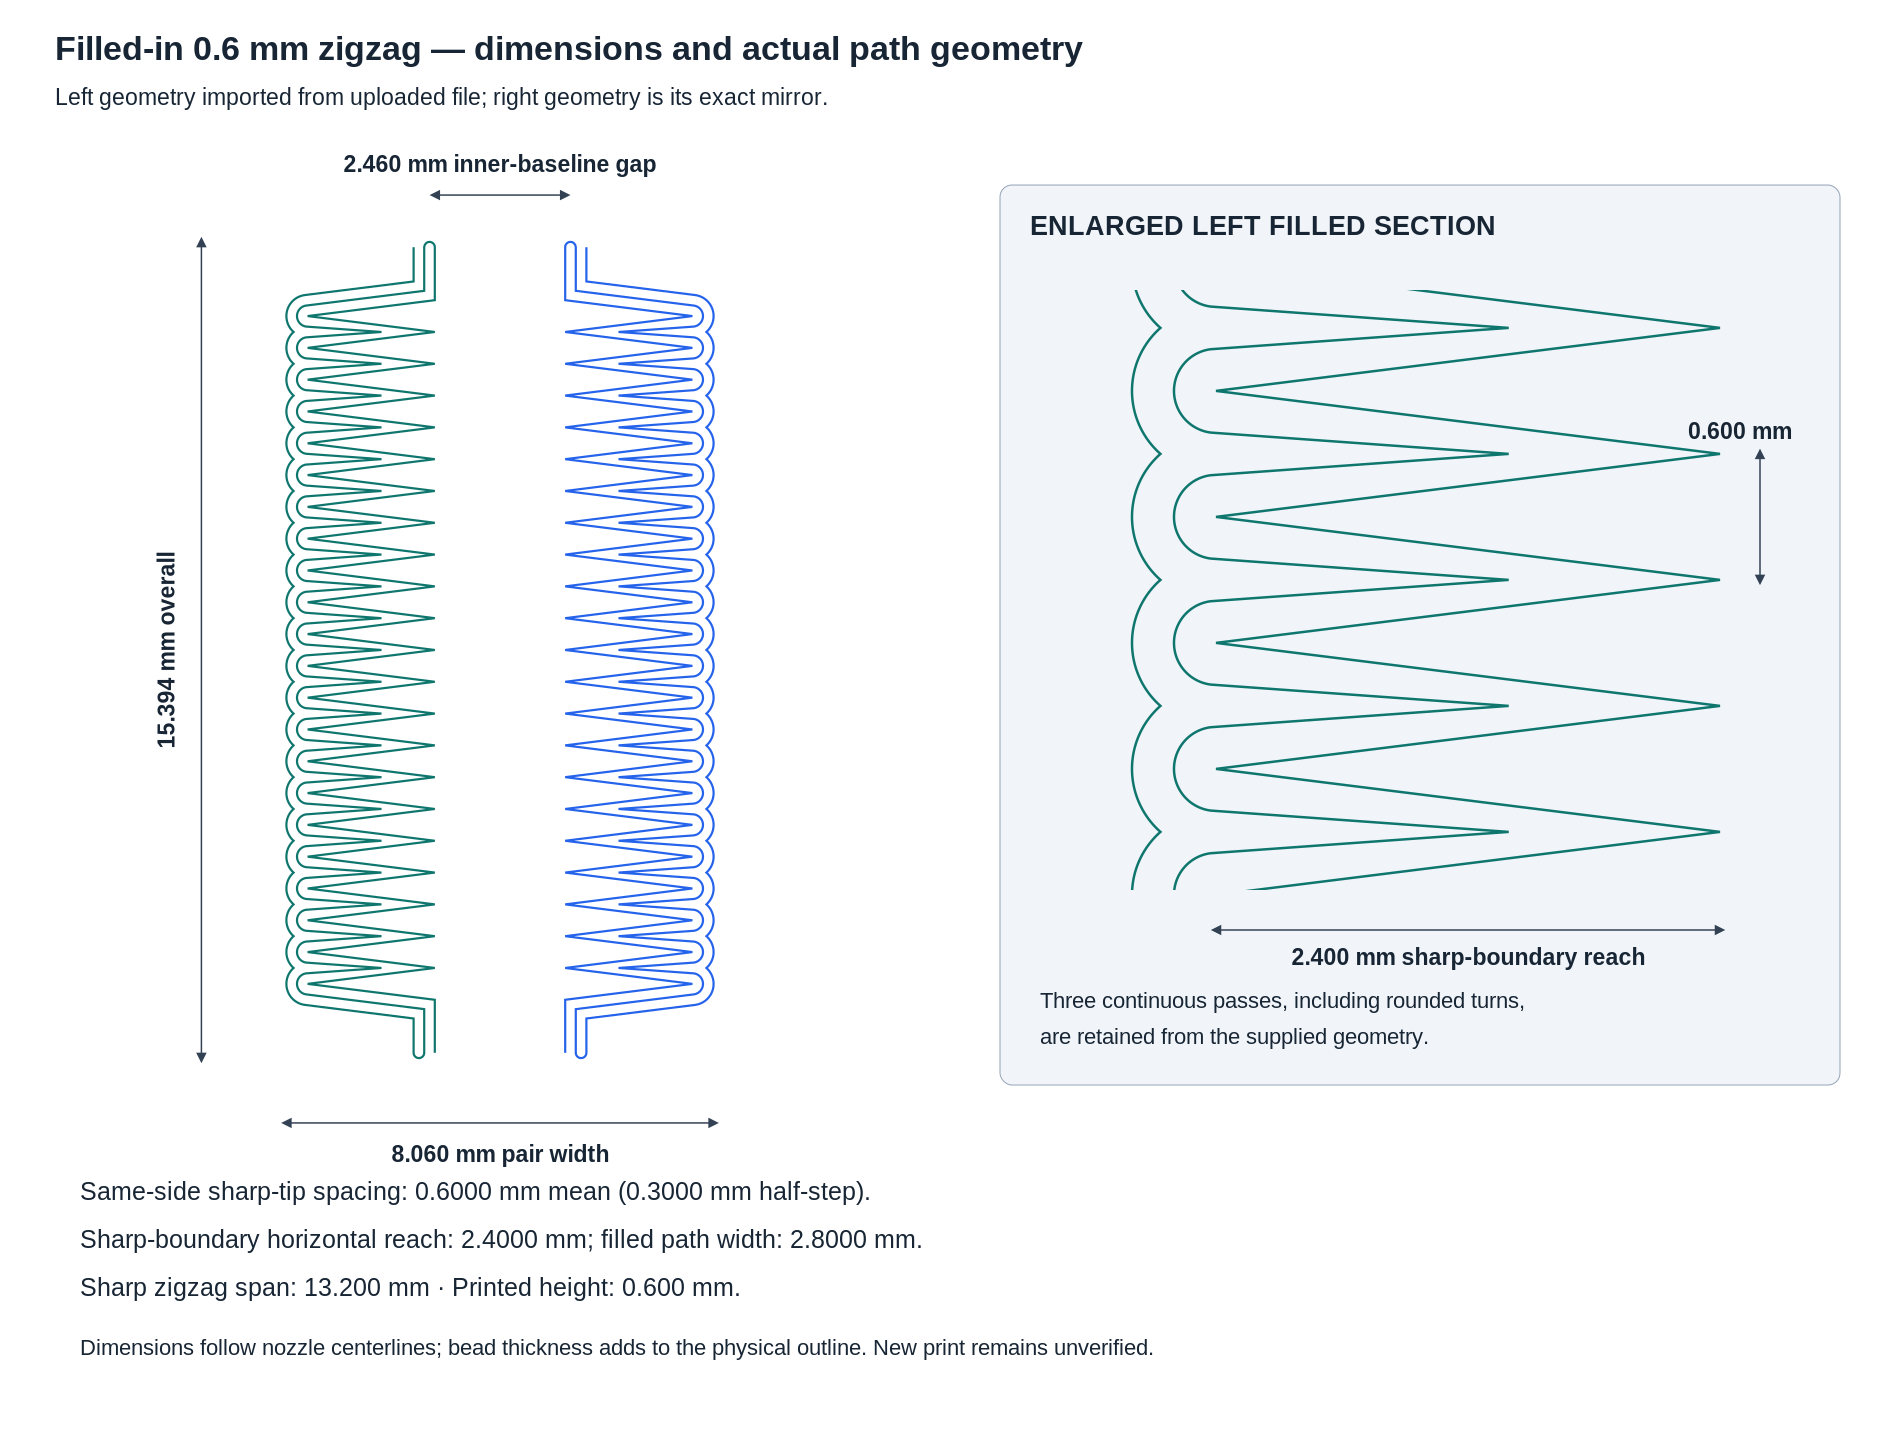 Filled-in 0.6 mm zigzag — dimensions and actual path geometry
Left geometry imported from uploaded file; right geometry is its exact mirror.
2.460 mm inner-baseline gap
15.394 mm overall
8.060 mm pair width
ENLARGED LEFT FILLED SECTION
0.600 mm
2.400 mm sharp-boundary reach
Three continuous passes, including rounded turns,
are retained from the supplied geometry.
Same-side sharp-tip spacing: 0.6000 mm mean (0.3000 mm half-step).
Sharp-boundary horizontal reach: 2.4000 mm; filled path width: 2.8000 mm.
Sharp zigzag span: 13.200 mm · Printed height: 0.600 mm.
Dimensions follow nozzle centerlines; bead thickness adds to the physical outline. New print remains unverified.